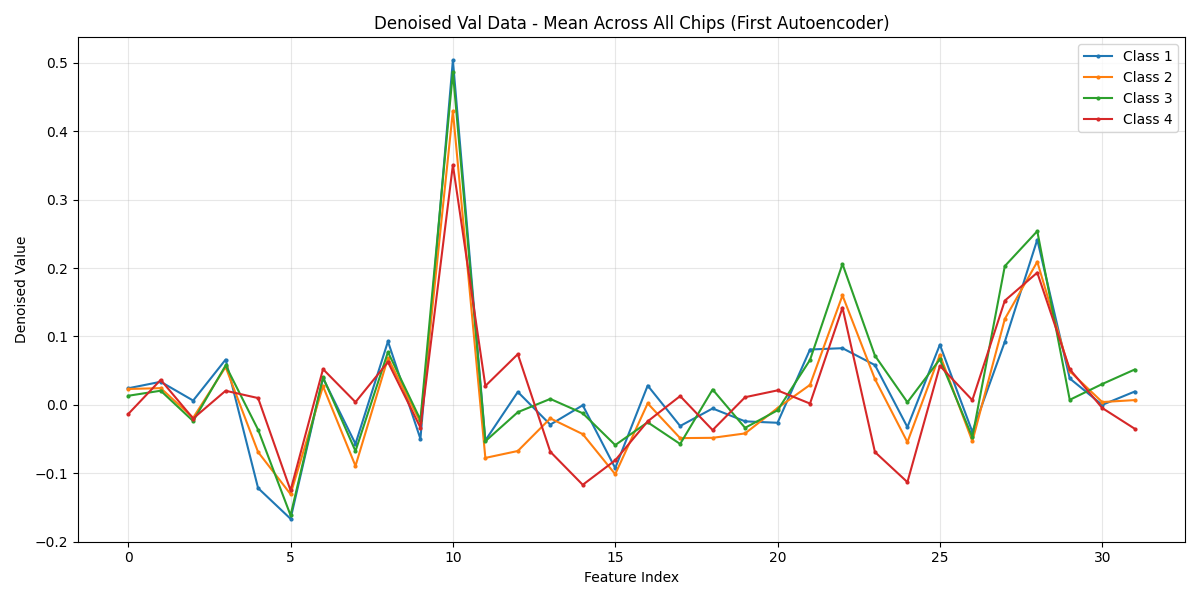 Denoised Val Data - Mean Across All Chips (First Autoencoder)
Class 1
Class 2
Class 3
Class 4
Denoised Value
0.5
0.4
0.3
0.2
0.1
0.0
−0.1
−0.2
0 5 10 15 20 25 30
Feature Index